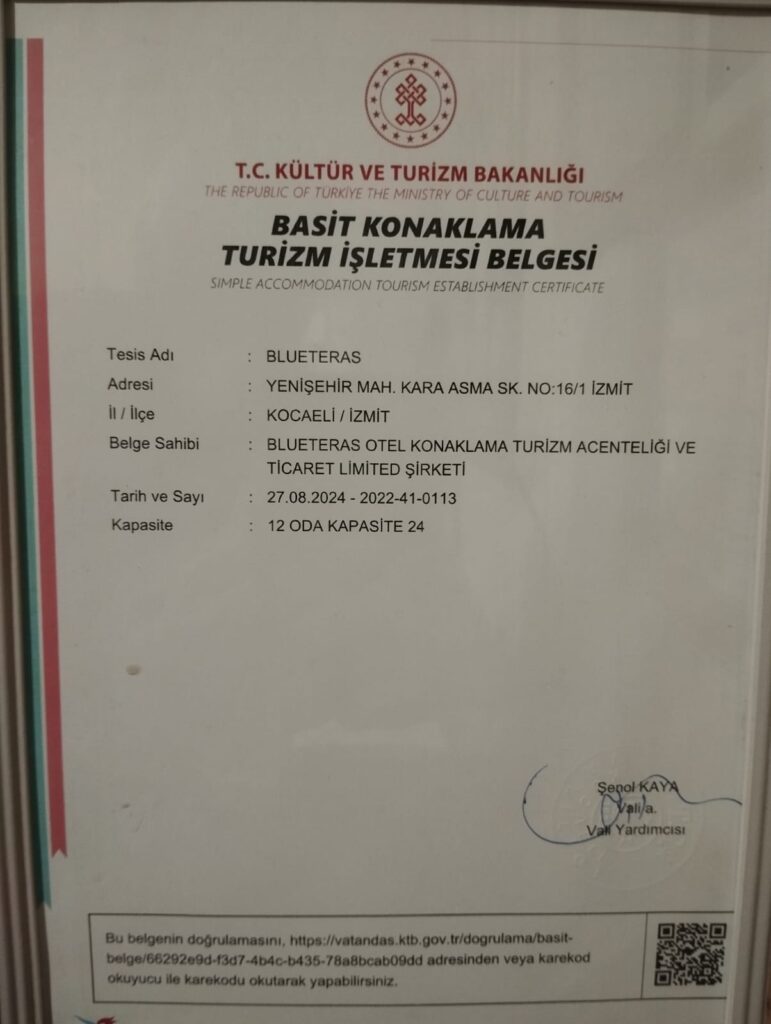 T.C. KÜLTÜR VE TURİZM BAKANLIĞI
THE REPUBLIC OF TÜRKİYE THE MINISTRY OF CULTURE AND TOURISM
BASİT KONAKLAMA
TURİZM İŞLETMESİ BELGESİ
SIMPLE ACCOMMODATION TOURISM ESTABLISHMENT CERTIFICATE
Tesis Adı : BLUETERAS
Adresi : YENİŞEHİR MAH. KARA ASMA SK. NO:16/1 İZMİT
İl / İlçe : KOCAELİ / İZMİT
Belge Sahibi : BLUETERAS OTEL KONAKLAMA TURİZM ACENTELİĞİ VE
TİCARET LİMİTED ŞİRKETİ
Tarih ve Sayı : 27.08.2024 - 2022-41-0113
Kapasite : 12 ODA KAPASİTE 24
Şenol KAYA
Vali a.
Vali Yardımcısı
Bu belgenin doğrulamasını, https://vatandas.ktb.gov.tr/dogrulama/basit-
belge/66292e9d-f3d7-4b4c-b435-78a8bcab09dd adresinden veya karekod
okuyucu ile karekodu okutarak yapabilirsiniz.